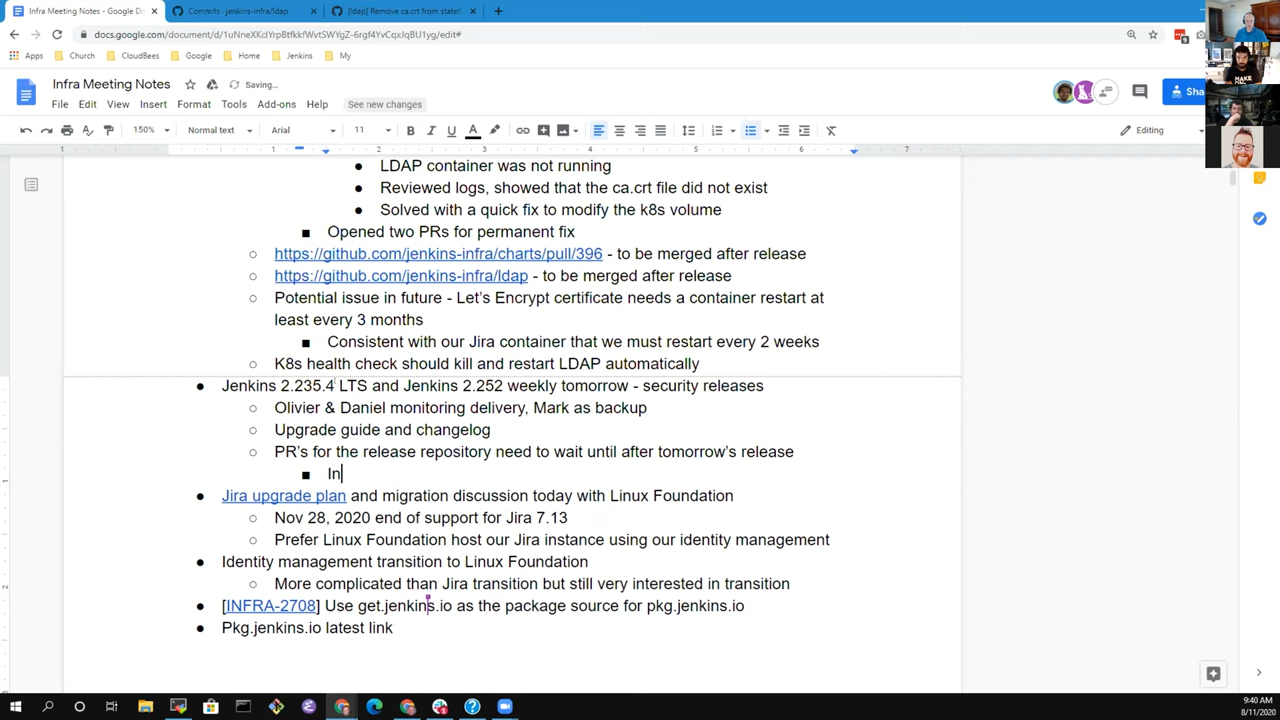 Infra Meeting Notes - Google Do
Commits · jenkins-infra/ldap
[ldap] Remove ca.crt from statef
docs.google.com/document/d/1uNneXKclYrpBtfkkfWvtSWYgZ-6rgf4YvCqxJqBU1yg/edit#
Apps
Church
CloudBees
Google
Home
Jenkins
My
Infra Meeting Notes
Saving...
File Edit View Insert Format Tools Add-ons Help
See new changes
Sha
150%
Normal text
Arial
11
Editing
1 1 2 3 4 5 6 7
LDAP container was not running
Reviewed logs, showed that the ca.crt file did not exist
Solved with a quick fix to modify the k8s volume
Opened two PRs for permanent fix
https://github.com/jenkins-infra/charts/pull/396 - to be merged after release
https://github.com/jenkins-infra/ldap - to be merged after release
Potential issue in future - Let's Encrypt certificate needs a container restart at
least every 3 months
Consistent with our Jira container that we must restart every 2 weeks
K8s health check should kill and restart LDAP automatically
Jenkins 2.235.4 LTS and Jenkins 2.252 weekly tomorrow - security releases
Olivier & Daniel monitoring delivery, Mark as backup
Upgrade guide and changelog
PR's for the release repository need to wait until after tomorrow's release
In
Jira upgrade plan and migration discussion today with Linux Foundation
Nov 28, 2020 end of support for Jira 7.13
Prefer Linux Foundation host our Jira instance using our identity management
Identity management transition to Linux Foundation
More complicated than Jira transition but still very interested in transition
[INFRA-2708] Use get.jenkins.io as the package source for pkg.jenkins.io
Pkg.jenkins.io latest link
9:40 AM
8/11/2020